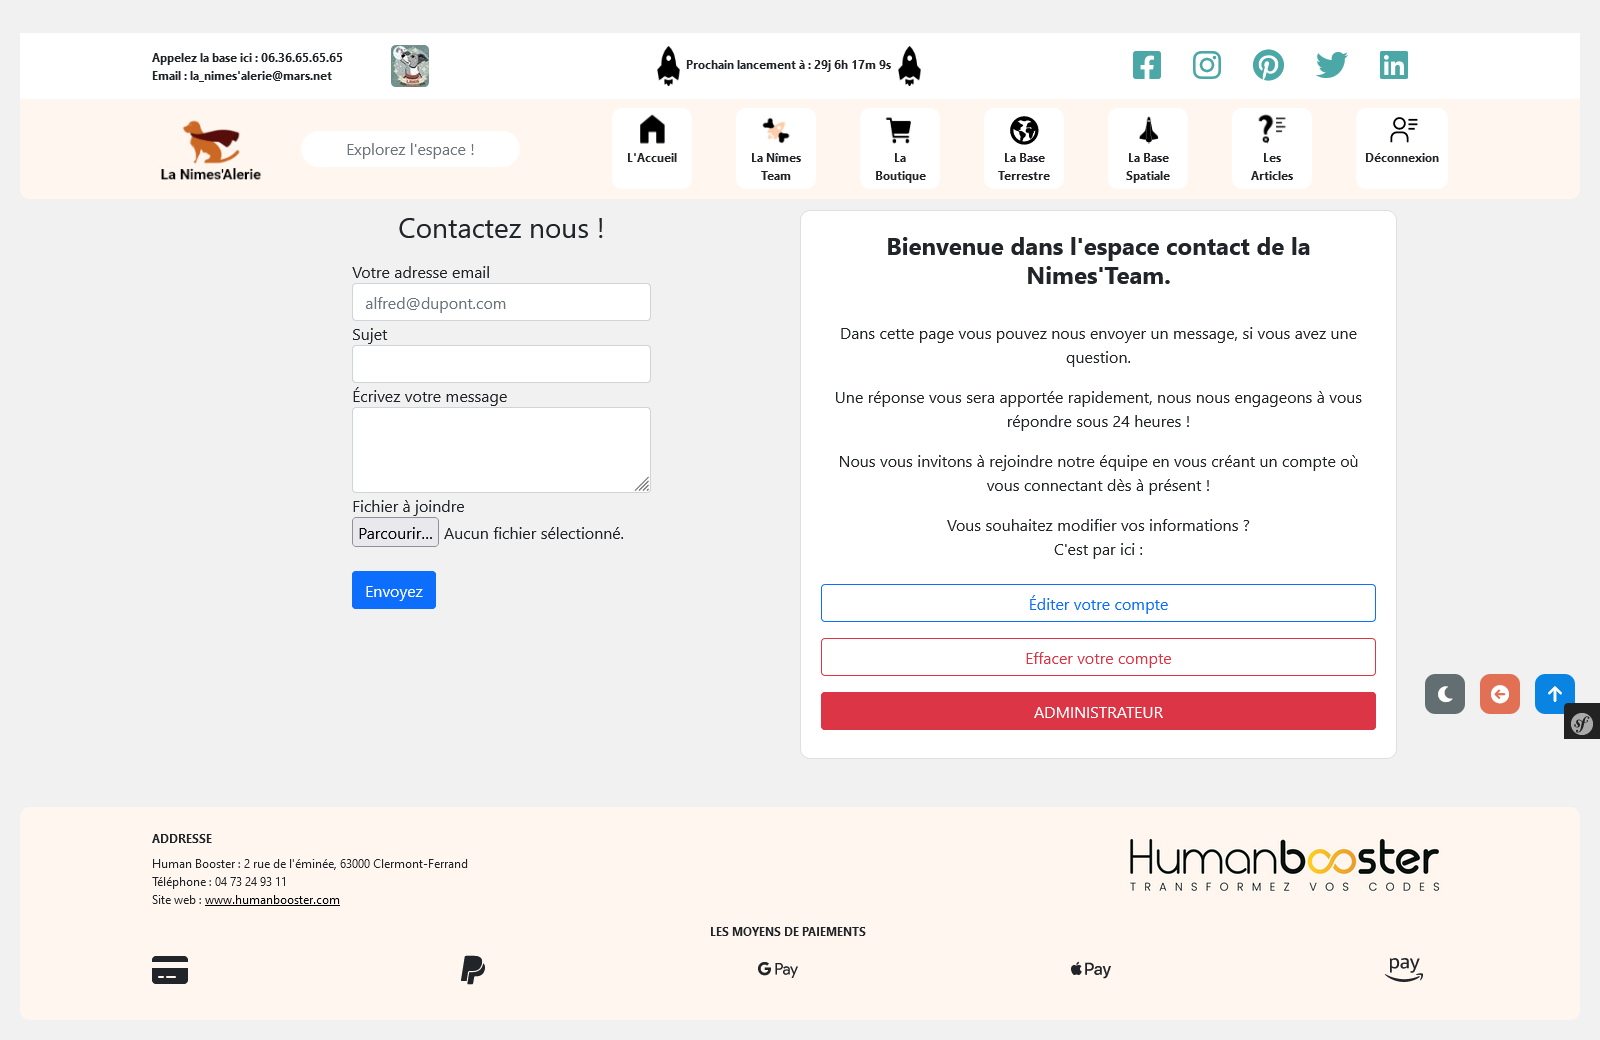 Appelez la base ici : 06.36.65.65.65
Email : la_nimes'alerie@mars.net
Prochain lancement à : 29j 6h 17m 9s
La Nimes'Alerie
Explorez l'espace !
L'Accueil
La Nîmes
Team
La
Boutique
La Base
Terrestre
La Base
Spatiale
Les
Articles
Déconnexion
Contactez nous !
Votre adresse email
alfred@dupont.com
Sujet
Écrivez votre message
Fichier à joindre
Parcourir... Aucun fichier sélectionné.
Envoyez
Bienvenue dans l'espace contact de la
Nimes'Team.
Dans cette page vous pouvez nous envoyer un message, si vous avez une
question.
Une réponse vous sera apportée rapidement, nous nous engageons à vous
répondre sous 24 heures !
Nous vous invitons à rejoindre notre équipe en vous créant un compte où
vous connectant dès à présent !
Vous souhaitez modifier vos informations ?
C'est par ici :
Éditer votre compte
Effacer votre compte
ADMINISTRATEUR
sf
ADDRESSE
Human Booster : 2 rue de l'éminée, 63000 Clermont-Ferrand
Téléphone : 04 73 24 93 11
Site web : www.humanbooster.com
Humanbooster
TRANSFORMEZ VOS CODES
LES MOYENS DE PAIEMENTS
G Pay
Pay
pay